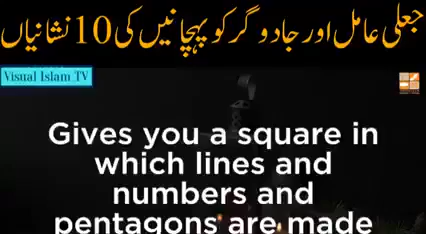 جعلی عامل اور جادوگر کو پہچانیں کی 10 نشانیاں
Visual Islam TV
Gives you a square in
which lines and
numbers and
pentagons are made